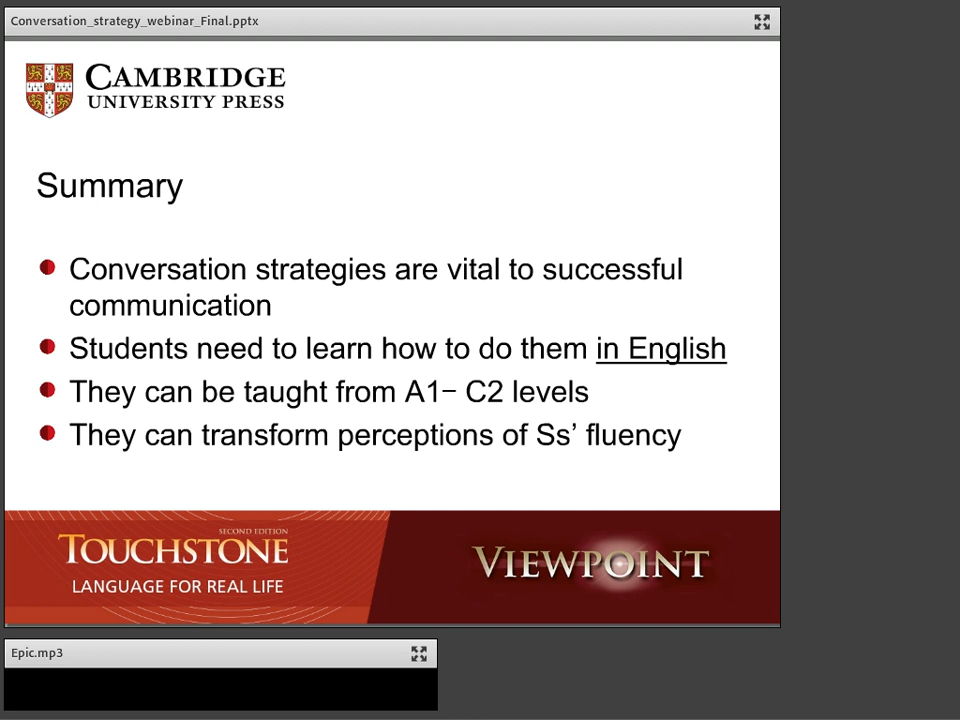 Conversation_strategy_webinar_Final.pptx
CAMBRIDGE
UNIVERSITY PRESS
Summary
Conversation strategies are vital to successful
communication
Students need to learn how to do them in English
They can be taught from A1– C2 levels
They can transform perceptions of Ss’ fluency
SECOND EDITION
TOUCHSTONE
LANGUAGE FOR REAL LIFE
VIEWPOINT
Epic.mp3